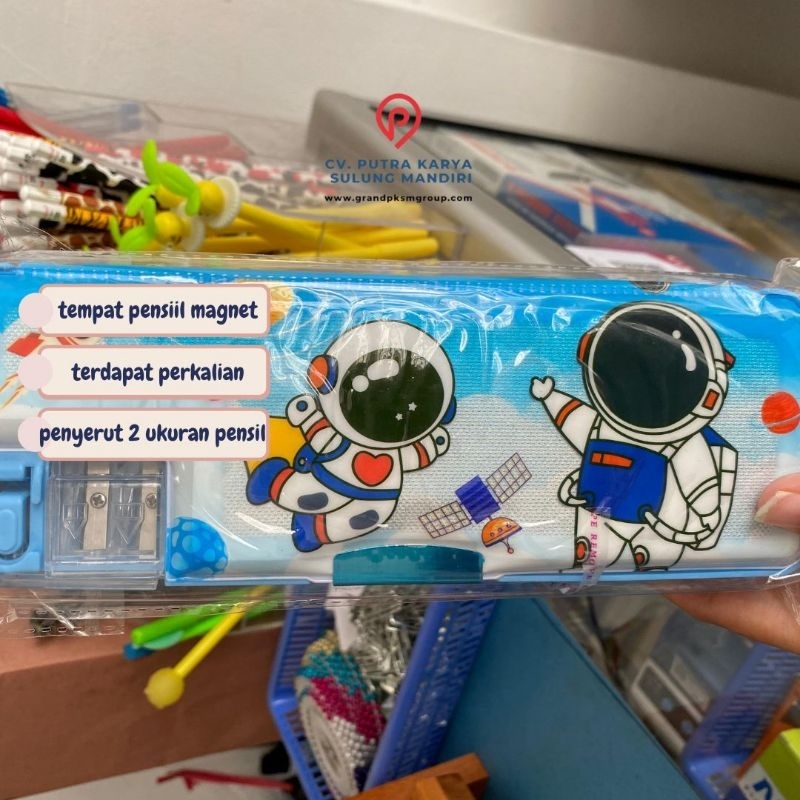 CV. PUTRA KARYA
SULUNG MANDIRI
www.grandpksmgroup.com
tempat pensiil magnet
terdapat perkalian
penyerut 2 ukuran pensil